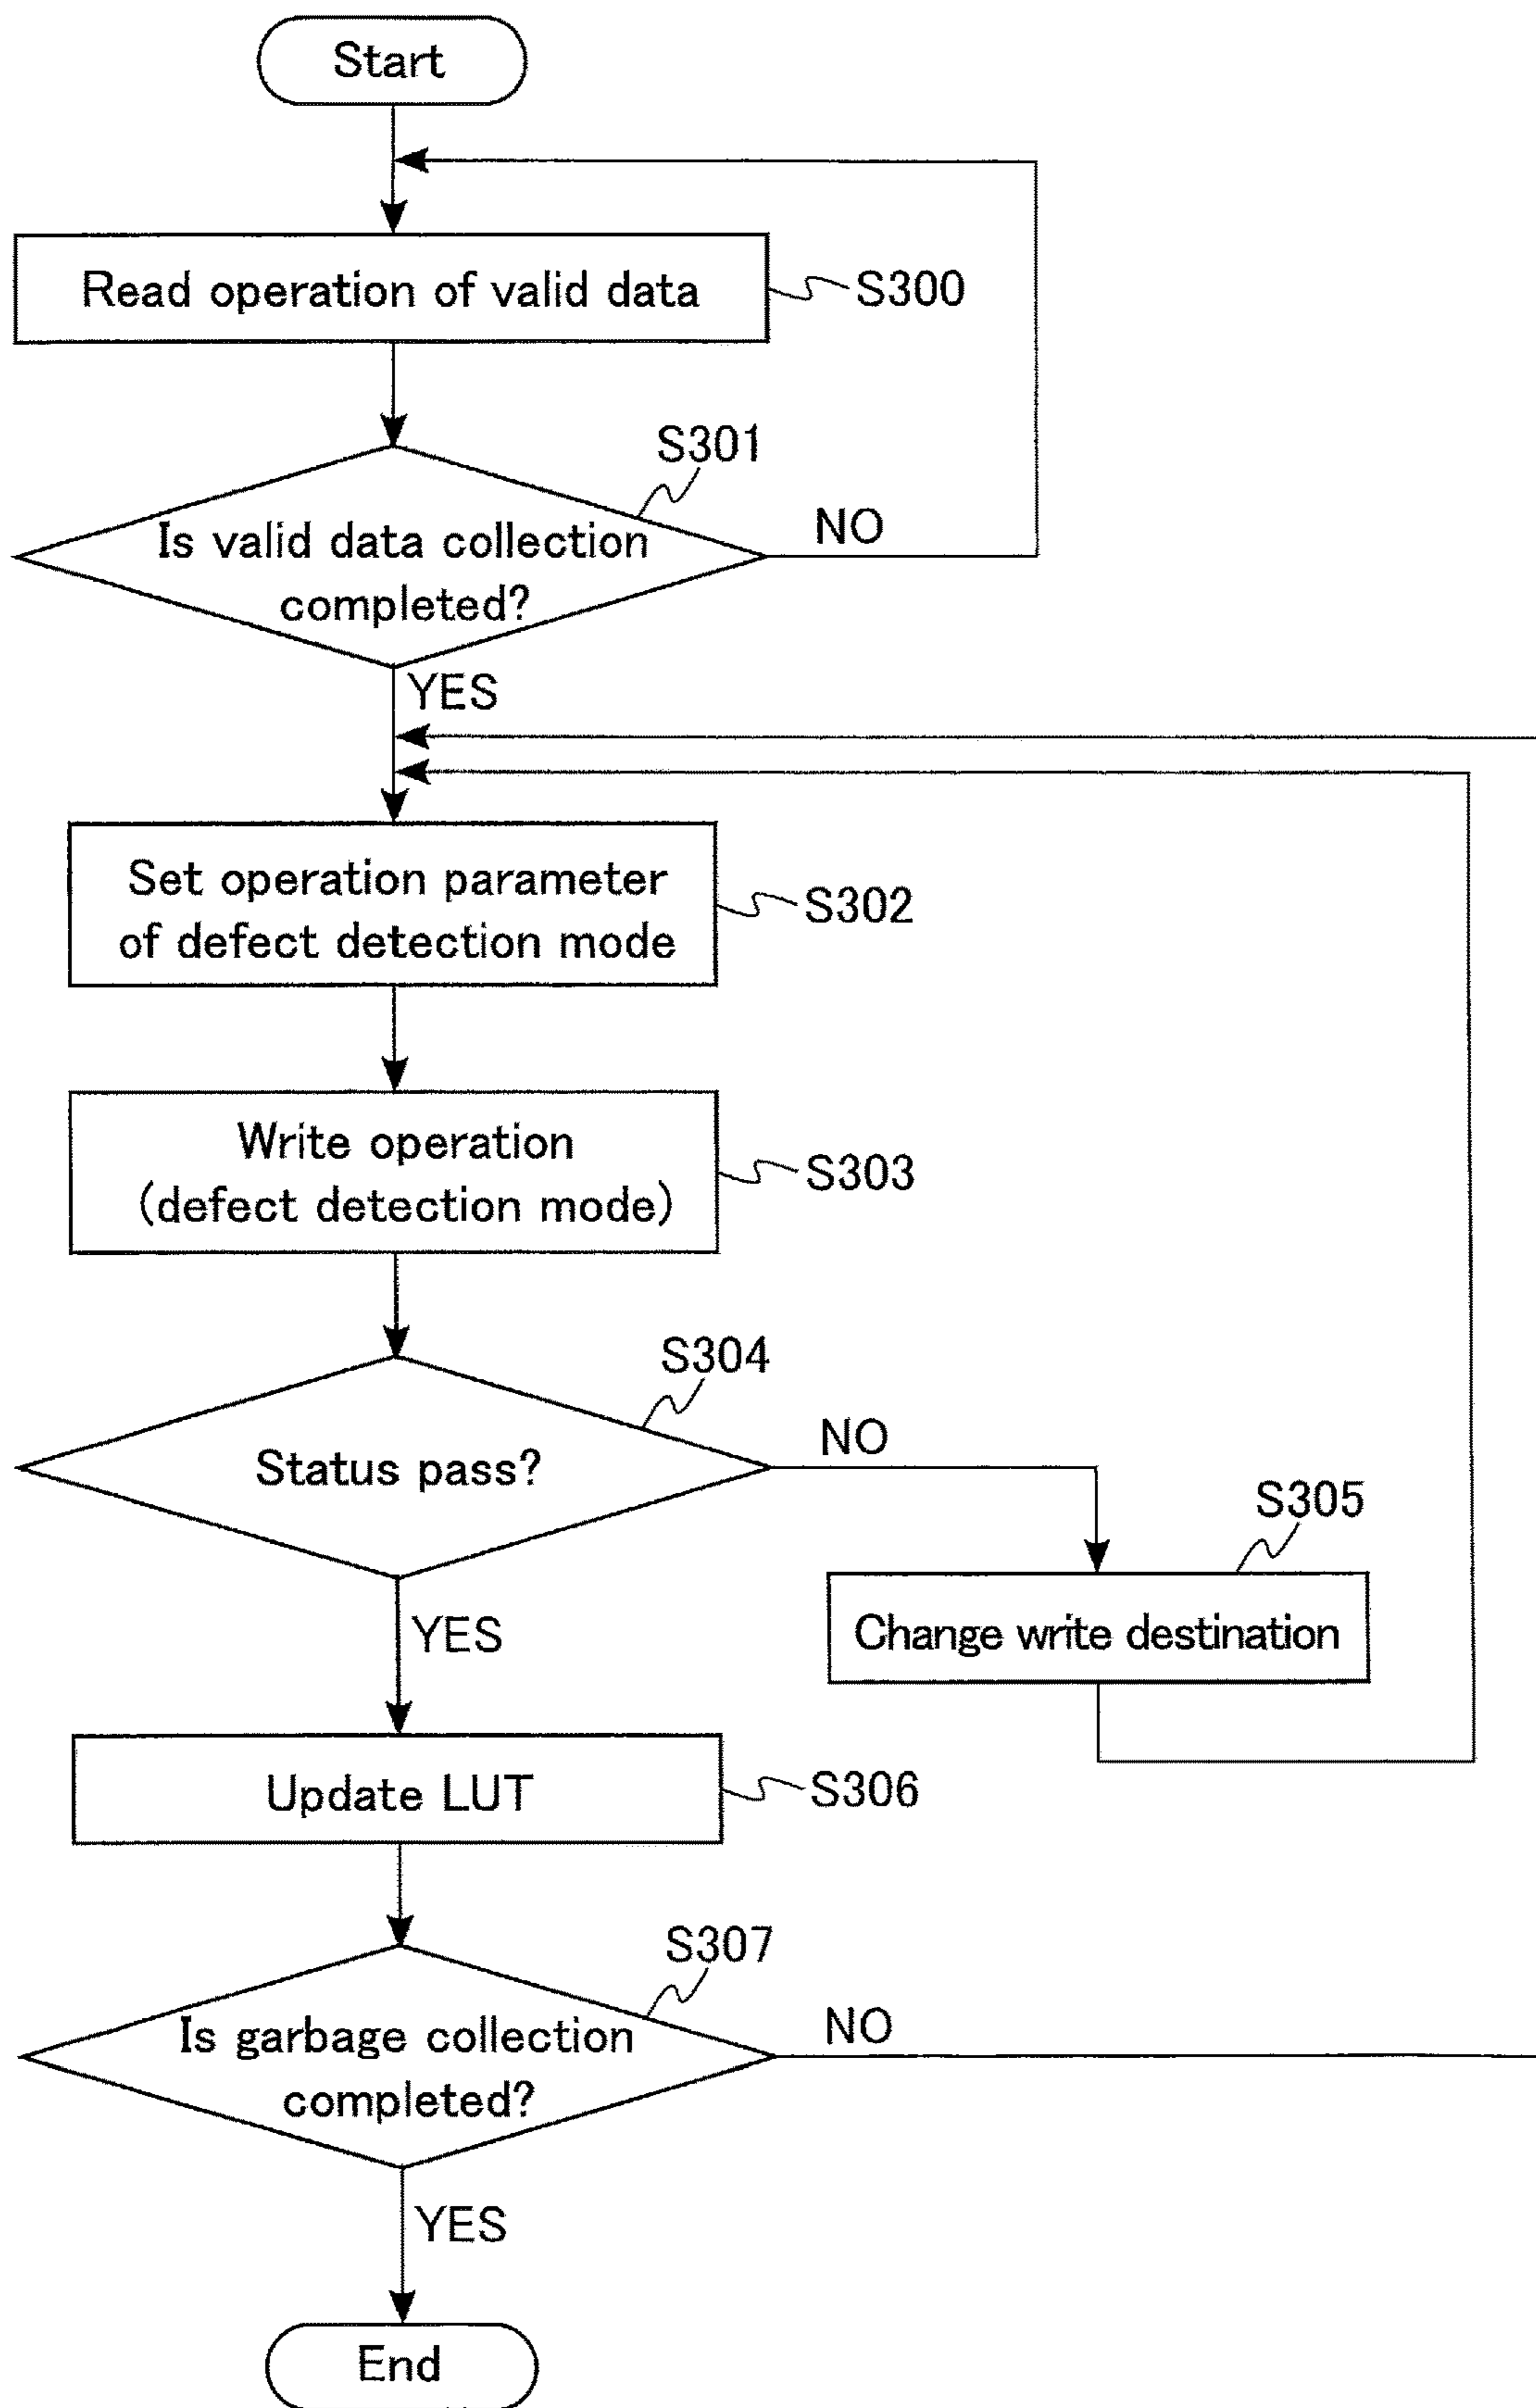 Start
Read operation of valid data
S300
S301
Is valid data collection
completed?
NO
YES
Set operation parameter
of defect detection mode
S302
Write operation
(defect detection mode)
S303
S304
Status pass?
NO
S305
Change write destination
YES
Update LUT
S306
S307
Is garbage collection
completed?
NO
YES
End